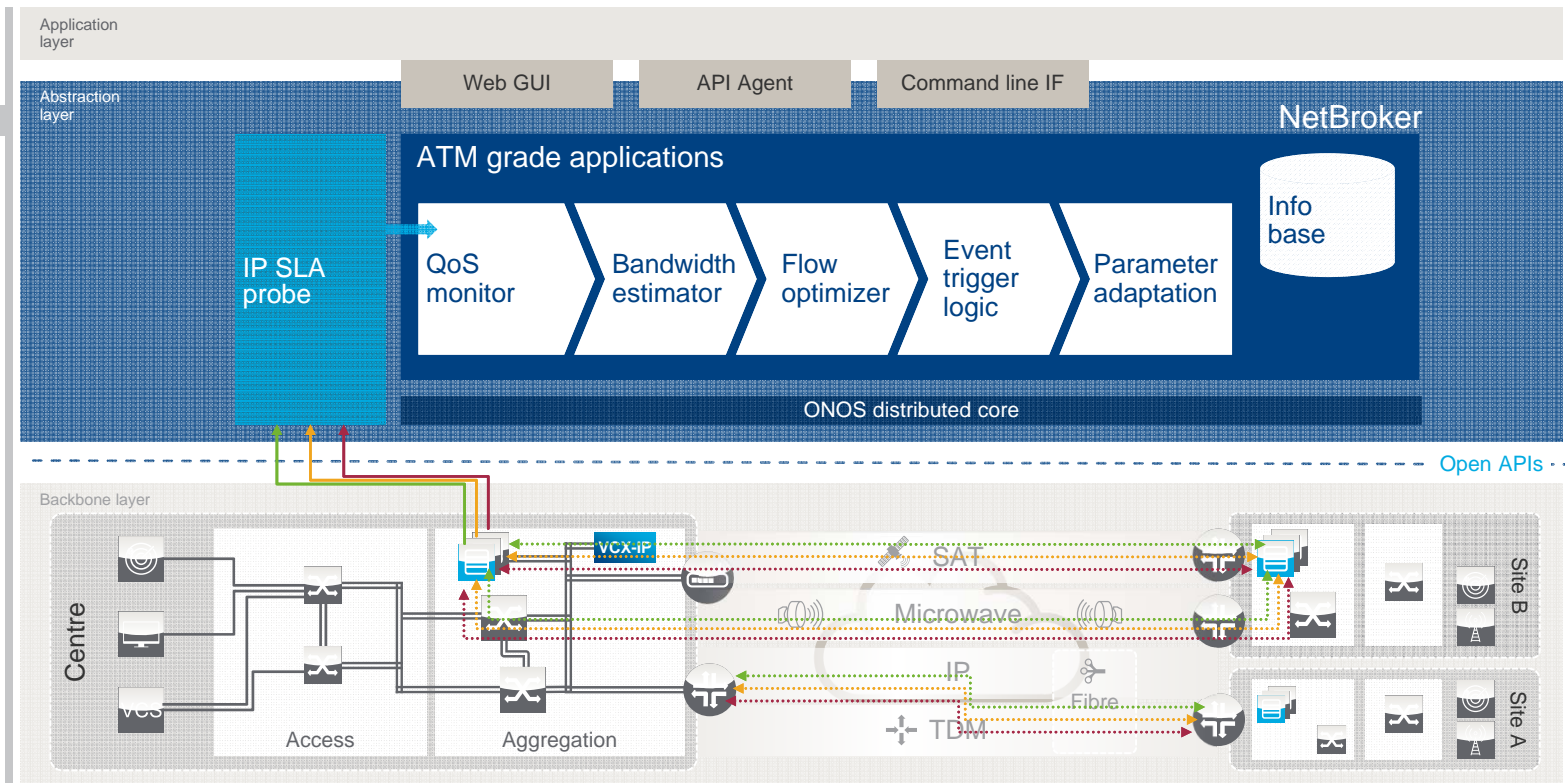 Application
layer
Web GUI
API Agent
Command line IF
Abstraction
layer
NetBroker
ATM grade applications
IP SLA
probe
QoS
monitor
Bandwidth
estimator
Flow
optimizer
Event
trigger
logic
Parameter
adaptation
Info
base
ONOS distributed core
Open APIs
Backbone layer
Centre
VCS
Access
Aggregation
VCX-IP
SAT
Microwave
IP
Fibre
TDM
Site B
Site A